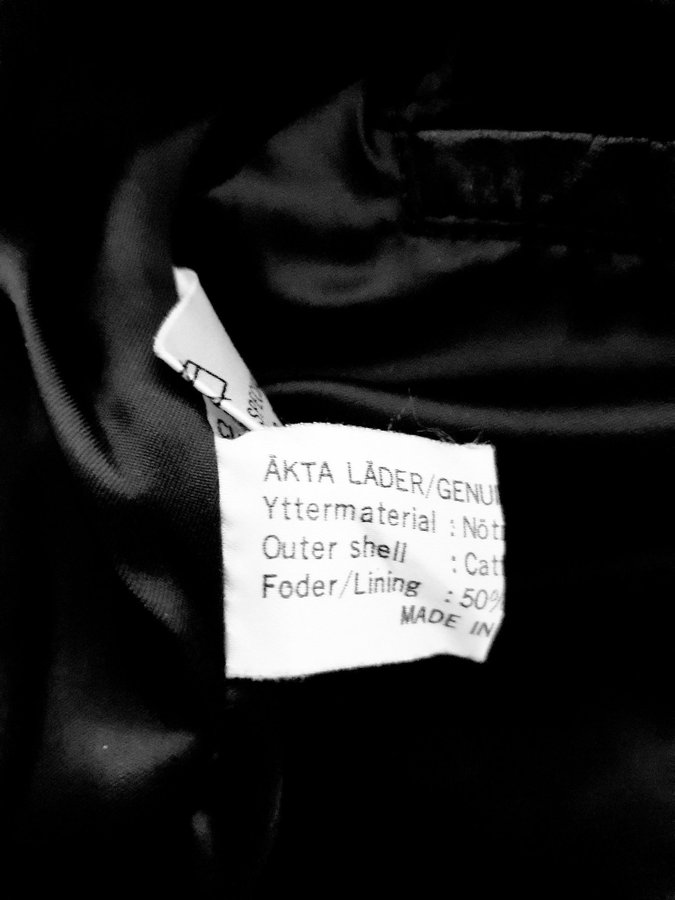 ÄKTA LÄDER/GENUI
Yttermaterial : Nöt
Outer shell : Catt
Foder/Lining : 50%
MADE IN